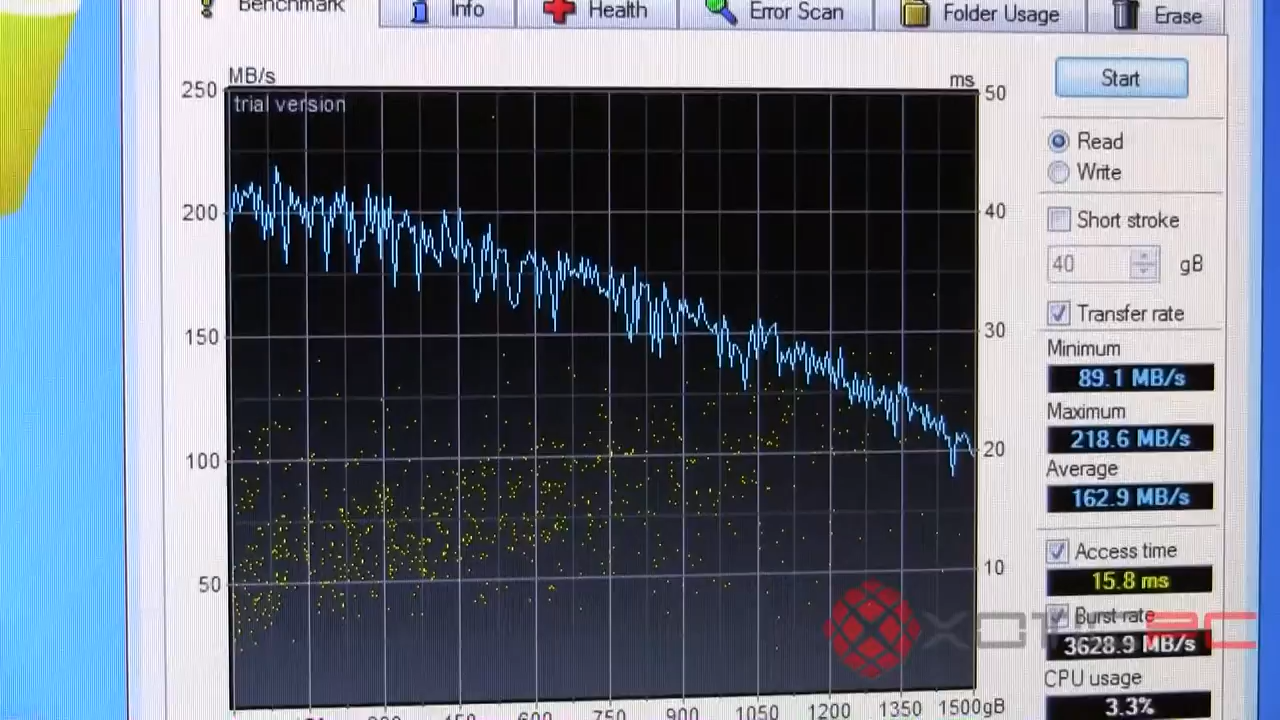 Benchmark
Info
Health
Error Scan
Folder Usage
Erase
MB/s
ms
250
trial version
50
Start
Read
Write
200
40
Short stroke
40
gB
Transfer rate
150
30
Minimum
89.1 MB/s
Maximum
218.6 MB/s
100
20
Average
162.9 MB/s
Access time
50
10
15.8 ms
Burst rate
3628.9 MB/s
CPU usage
3.3%
300
450
600
750
900
1050
1200
1350
1500gB